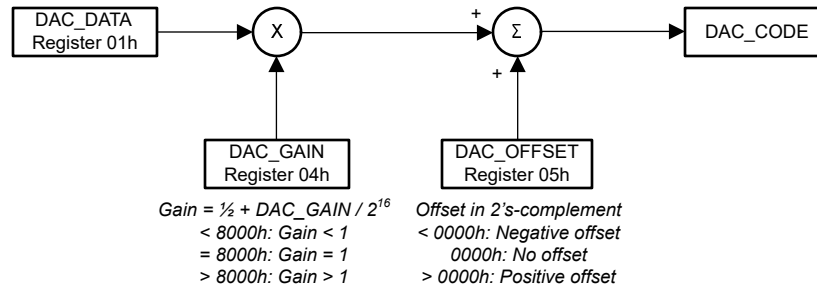 DAC_DATA
Register 01h
X
+
Σ
+
DAC_CODE
DAC_GAIN
Register 04h
DAC_OFFSET
Register 05h
Gain = ½ + DAC_GAIN / 2¹⁶
< 8000h: Gain < 1
= 8000h: Gain = 1
> 8000h: Gain > 1
Offset in 2's-complement
< 0000h: Negative offset
0000h: No offset
> 0000h: Positive offset